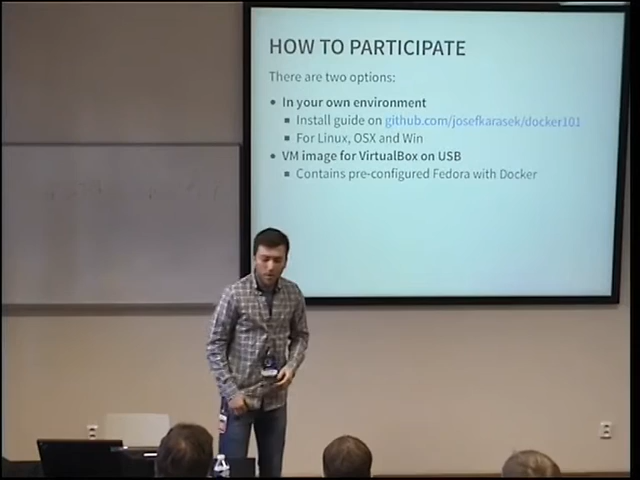 HOW TO PARTICIPATE
There are two options:
In your own environment
Install guide on github.com/josefkarasek/docker101
For Linux, OSX and Win
VM image for VirtualBox on USB
Contains pre-configured Fedora with Docker